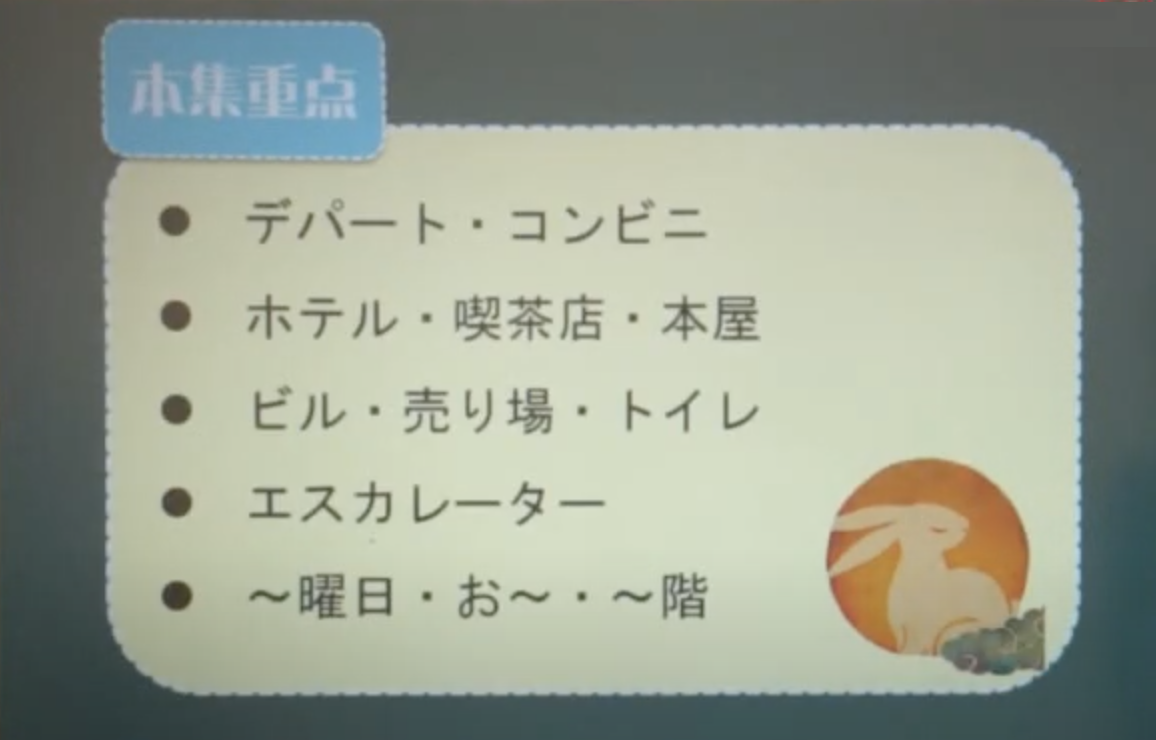 本集重点
● デパート・コンビニ
● ホテル・喫茶店・本屋
● ビル・売り場・トイレ
● エスカレーター
● ～曜日・お～・～階